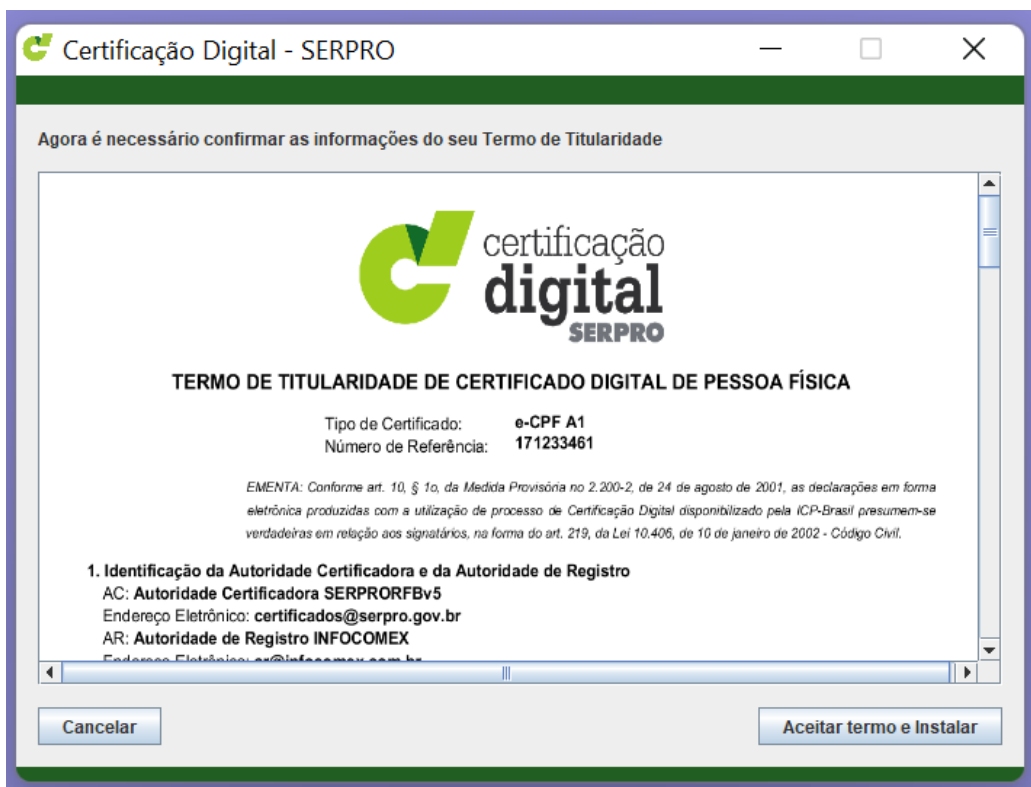 Certificação Digital - SERPRO
Agora é necessário confirmar as informações do seu Termo de Titularidade
certificação
digital
SERPRO
TERMO DE TITULARIDADE DE CERTIFICADO DIGITAL DE PESSOA FÍSICA
Tipo de Certificado: e-CPF A1
Número de Referência: 171233461
EMENTA: Conforme art. 10, § 1o, da Medida Provisória no 2.200-2, de 24 de agosto de 2001, as declarações em forma
eletrônica produzidas com a utilização de processo de Certificação Digital disponibilizado pela ICP-Brasil presumem-se
verdadeiras em relação aos signatários, na forma do art. 219, da Lei 10.406, de 10 de janeiro de 2002 - Código Civil.
1. Identificação da Autoridade Certificadora e da Autoridade de Registro
AC: Autoridade Certificadora SERPRORFBv5
Endereço Eletrônico: certificados@serpro.gov.br
AR: Autoridade de Registro INFOCOMEX
Endereço Eletrônico: ar@infocomex.com.br
Cancelar
Aceitar termo e Instalar